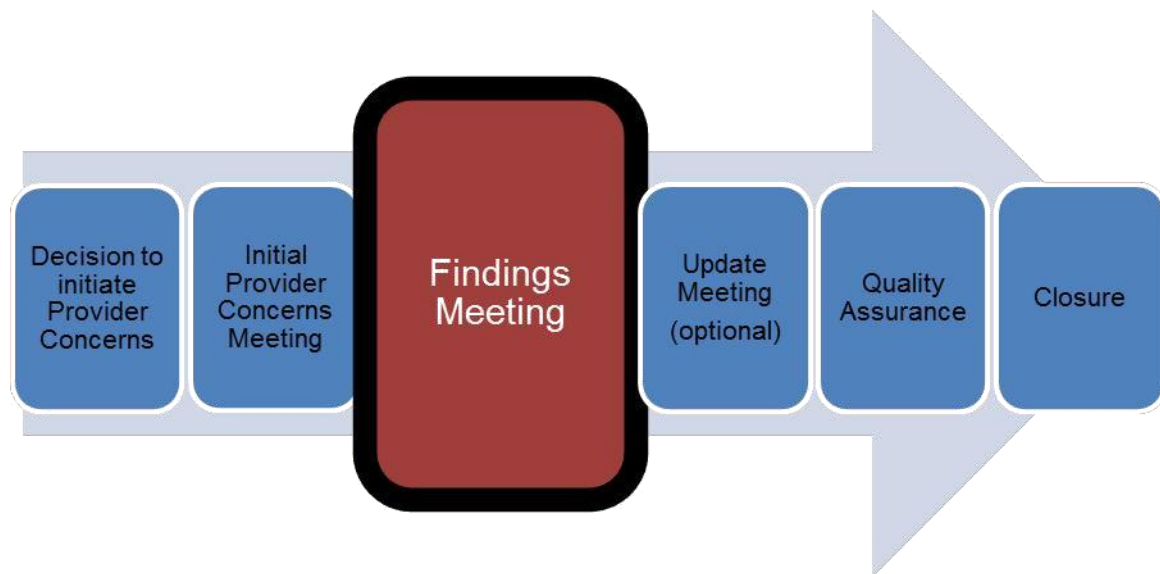 Decision to
initiate
Provider
Concerns
Initial
Provider
Concerns
Meeting
Findings
Meeting
Update
Meeting
(optional)
Quality
Assurance
Closure